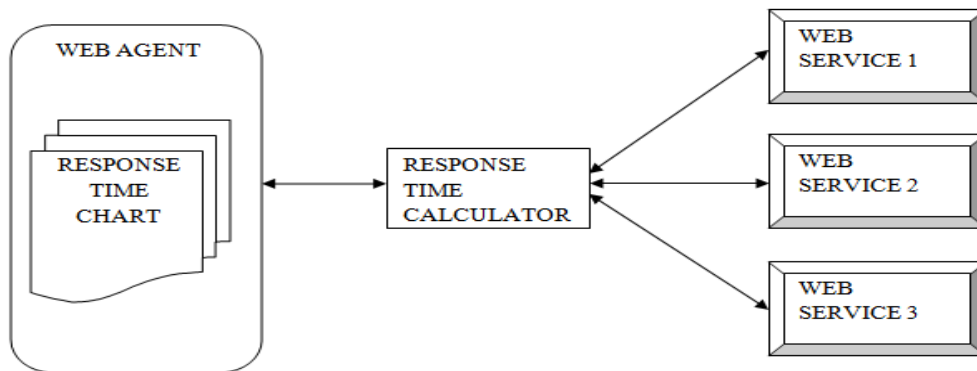 WEB AGENT
RESPONSE
TIME
CHART
RESPONSE
TIME
CALCULATOR
WEB
SERVICE 1
WEB
SERVICE 2
WEB
SERVICE 3